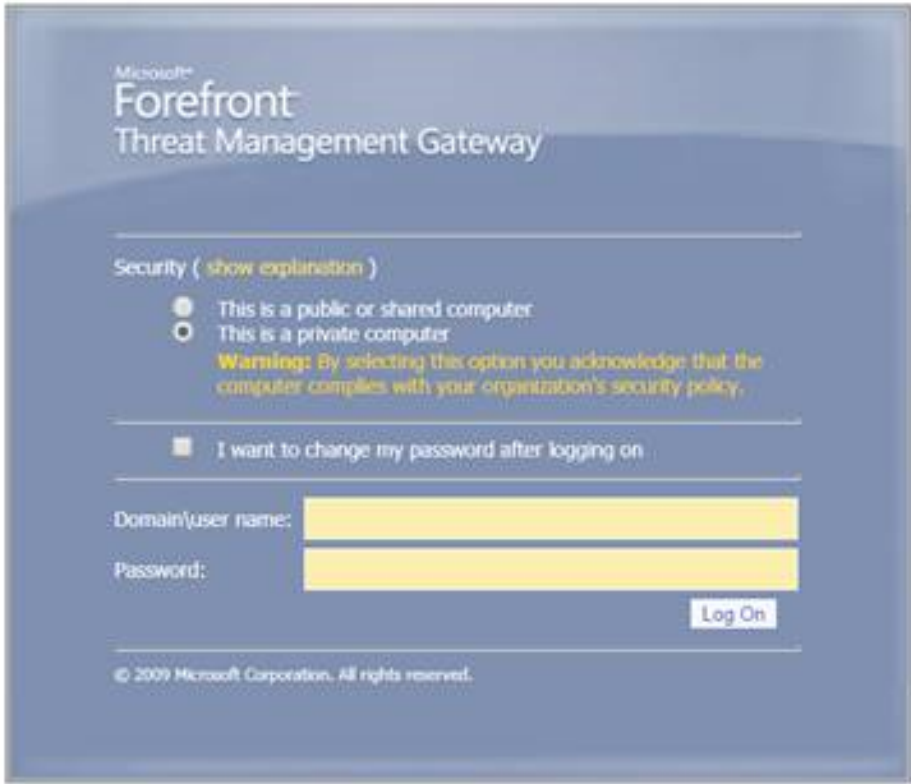 Microsoft®
Forefront™
Threat Management Gateway
Security ( show explanation )
This is a public or shared computer
This is a private computer
Warning: By selecting this option you acknowledge that the
computer complies with your organization's security policy.
I want to change my password after logging on
Domain\user name:
Password:
Log On
© 2009 Microsoft Corporation. All rights reserved.